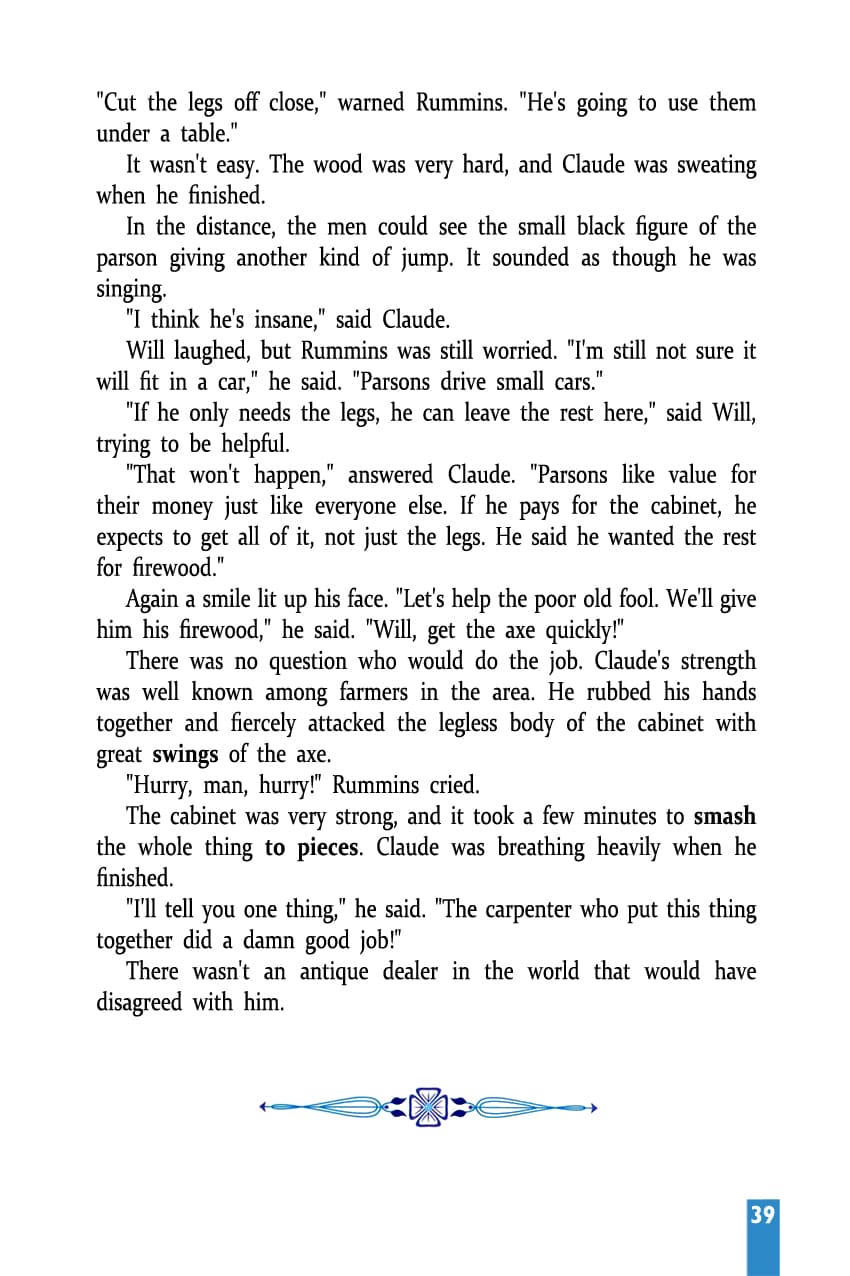 "Cut the legs off close," warned Rummins. "He's going to use them
under a table."
It wasn't easy. The wood was very hard, and Claude was sweating
when he finished.
In the distance, the men could see the small black figure of the
parson giving another kind of jump. It sounded as though he was
singing.
"I think he's insane," said Claude.
Will laughed, but Rummins was still worried. "I'm still not sure it
will fit in a car," he said. "Parsons drive small cars."
"If he only needs the legs, he can leave the rest here," said Will,
trying to be helpful.
"That won't happen," answered Claude. "Parsons like value for
their money just like everyone else. If he pays for the cabinet, he
expects to get all of it, not just the legs. He said he wanted the rest
for firewood."
Again a smile lit up his face. "Let's help the poor old fool. We'll give
him his firewood," he said. "Will, get the axe quickly!"
There was no question who would do the job. Claude's strength
was well known among farmers in the area. He rubbed his hands
together and fiercely attacked the legless body of the cabinet with
great swings of the axe.
"Hurry, man, hurry!" Rummins cried.
The cabinet was very strong, and it took a few minutes to smash
the whole thing to pieces. Claude was breathing heavily when he
finished.
"I'll tell you one thing," he said. "The carpenter who put this thing
together did a damn good job!"
There wasn't an antique dealer in the world that would have
disagreed with him.
39